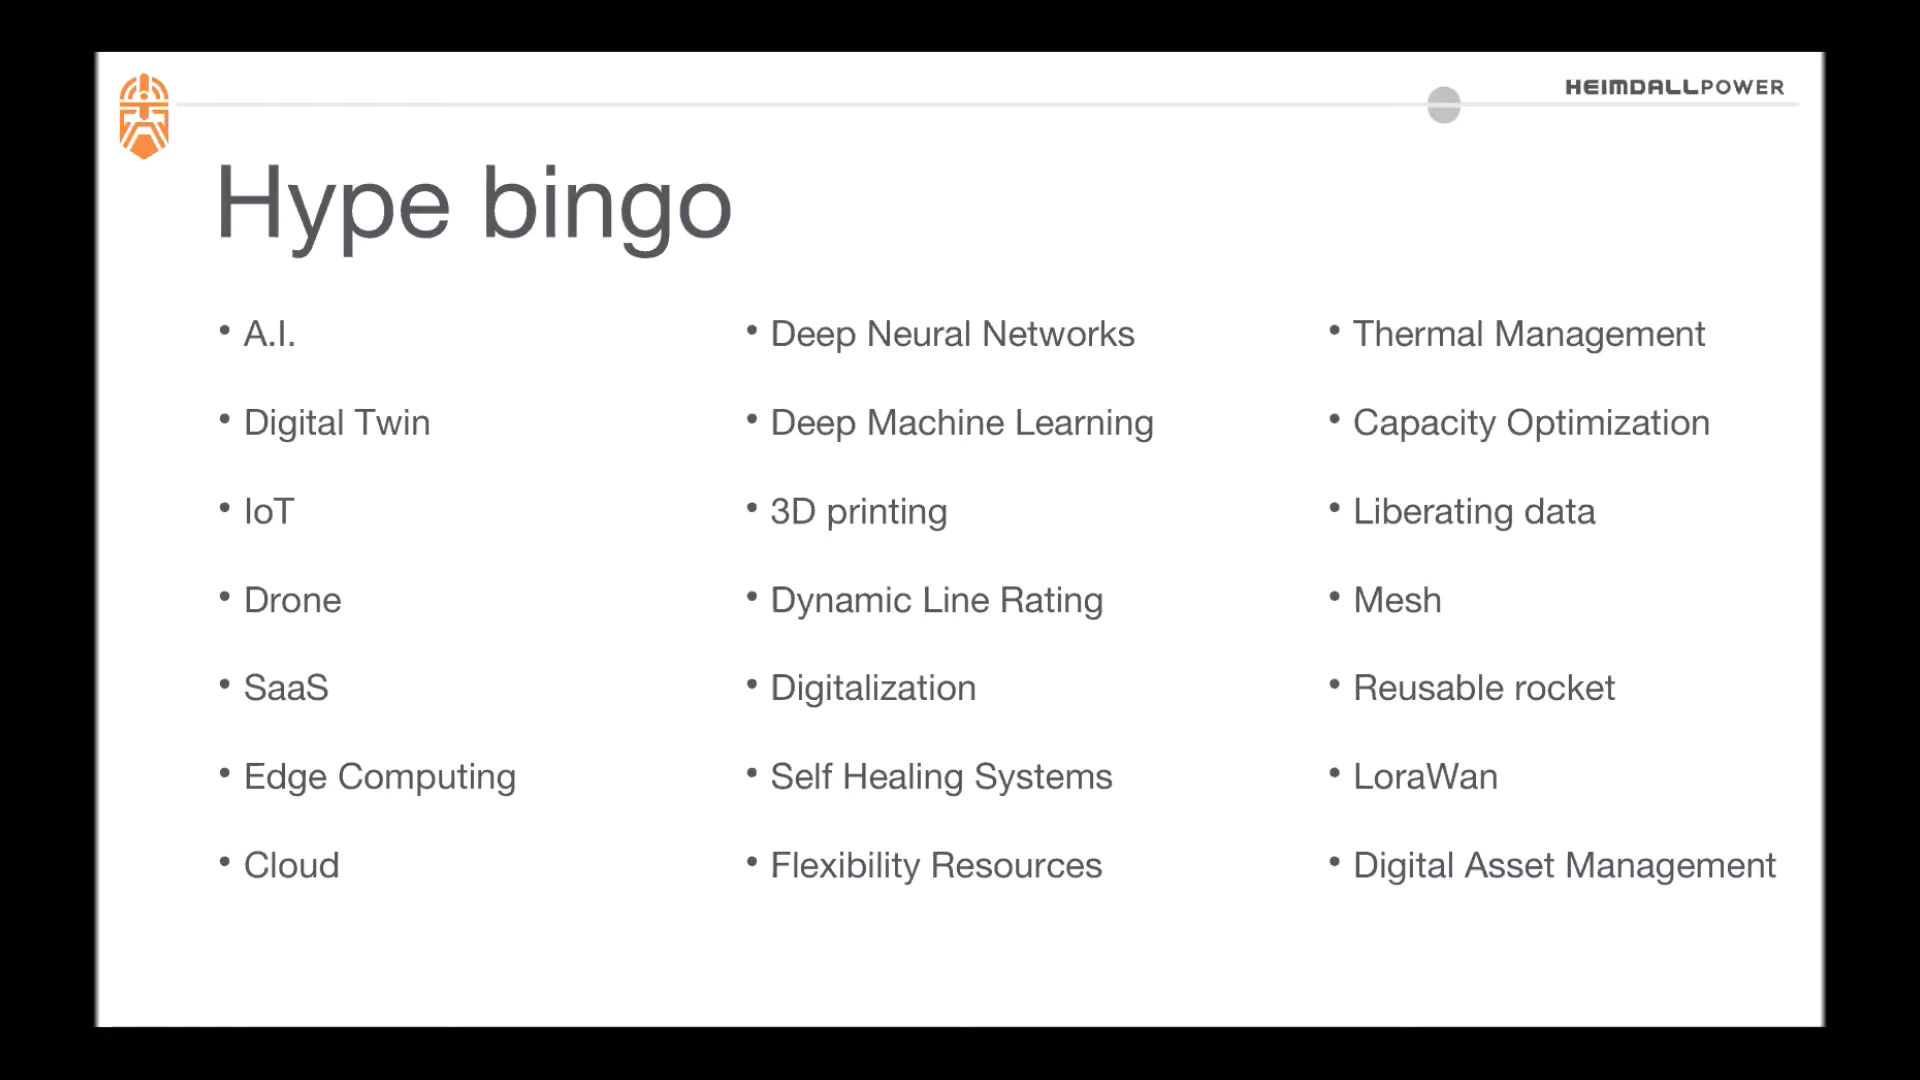 HEIMDALLPOWER
Hype bingo
• A.I.
• Digital Twin
• IoT
• Drone
• SaaS
• Edge Computing
• Cloud
• Deep Neural Networks
• Deep Machine Learning
• 3D printing
• Dynamic Line Rating
• Digitalization
• Self Healing Systems
• Flexibility Resources
• Thermal Management
• Capacity Optimization
• Liberating data
• Mesh
• Reusable rocket
• LoraWan
• Digital Asset Management